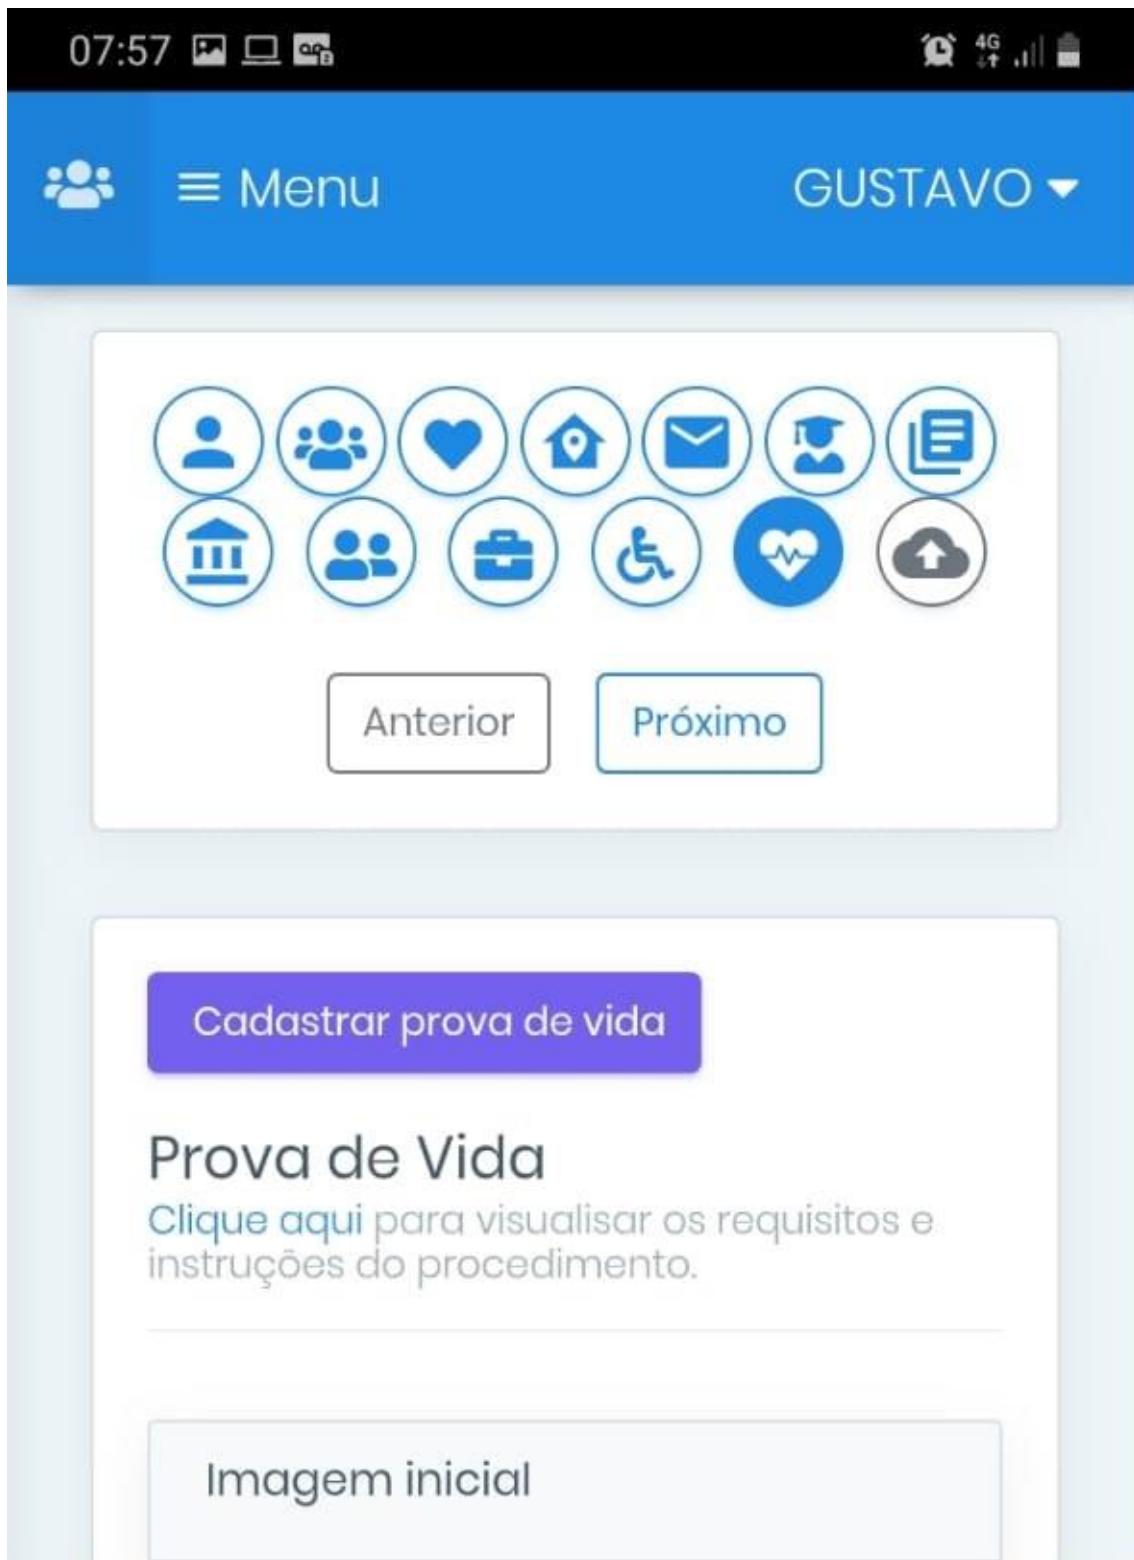 07:57
4G
Menu
GUSTAVO
Anterior
Próximo
Cadastrar prova de vida
Prova de Vida
Clique aqui para visualisar os requisitos e
instruções do procedimento.
Imagem inicial